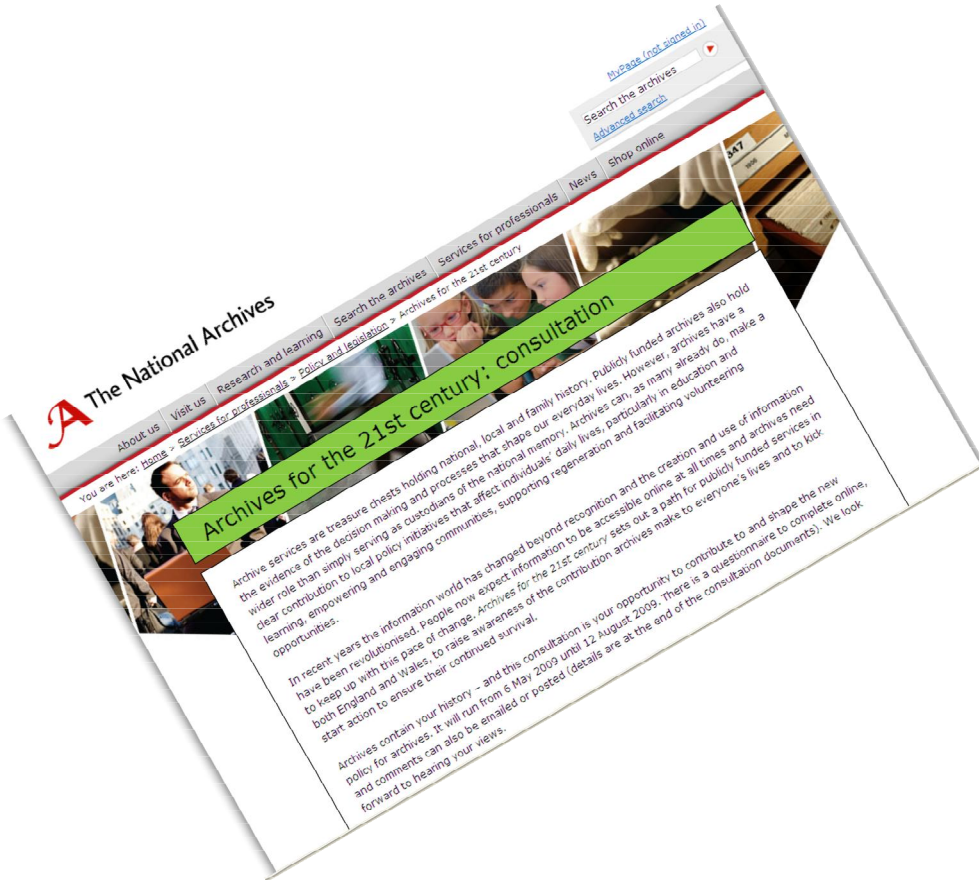 MyPage (not signed in)
Search the archives
Advanced search
A The National Archives
About us Visit us Research and learning Search the archives Services for professionals News Shop online
You are here: Home > Services for professionals > Policy and legislation > Archives for the 21st century
347
1906
Archives for the 21st century: consultation
Archive services are treasure chests holding national, local and family history. Publicly funded archives also hold
the evidence of the decision making and processes that shape our everyday lives. However, archives have a
wider role than simply serving as custodians of the national memory. Archives can, as many already do, make a
clear contribution to local policy initiatives that affect individuals' daily lives, particularly in education and
learning, empowering and engaging communities, supporting regeneration and facilitating volunteering
opportunities.
In recent years the information world has changed beyond recognition and the creation and use of information
have been revolutionised. People now expect information to be accessible online at all times and archives need
to keep up with this pace of change. Archives for the 21st century sets out a path for publicly funded services in
both England and Wales, to raise awareness of the contribution archives make to everyone's lives and to kick
start action to ensure their continued survival.
Archives contain your history – and this consultation is your opportunity to contribute to and shape the new
policy for archives. It will run from 6 May 2009 until 12 August 2009. There is a questionnaire to complete online,
and comments can also be emailed or posted (details are at the end of the consultation documents). We look
forward to hearing your views.